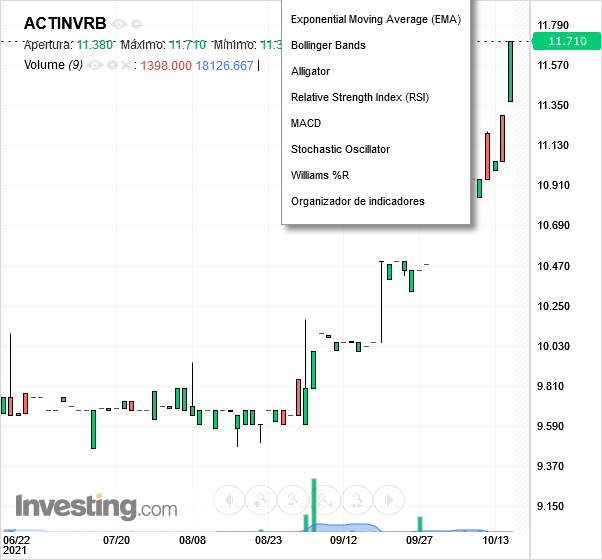 ACTINVRB
Apertura: 11.380 Máximo: 11.710 Mínimo: 11.3
Volume (9) : 1398.000 18126.667
Exponential Moving Average (EMA)
Bollinger Bands
Alligator
Relative Strength Index (RSI)
MACD
Stochastic Oscillator
Williams %R
Organizador de indicadores
11.790
11.710
11.570
11.350
11.130
10.910
10.690
10.470
10.250
10.030
9.810
9.590
9.370
9.150
Investing.com
06/22 07/20 08/08 08/23 09/12 09/27 10/13
2021